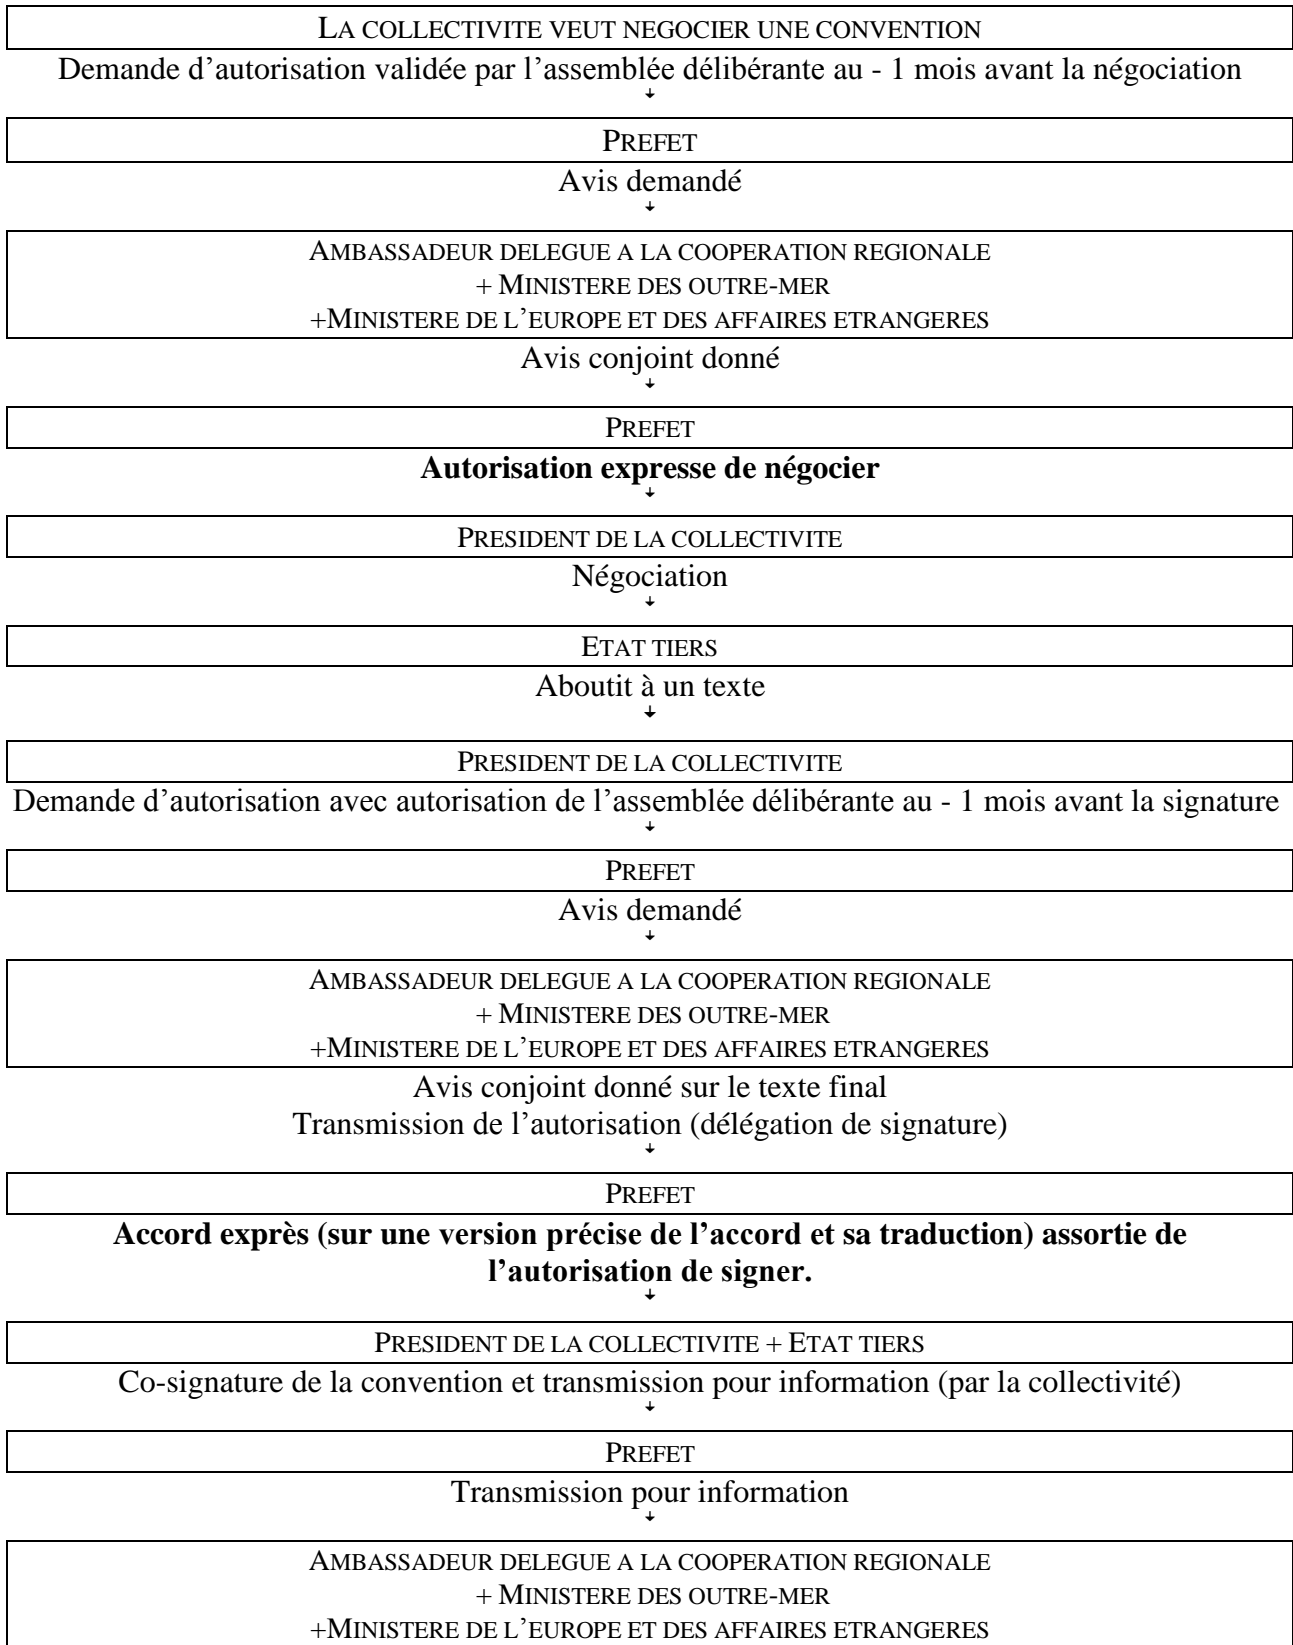 LA COLLECTIVITE VEUT NEGOCIER UNE CONVENTION
Demande d’autorisation validée par l’assemblée délibérante au - 1 mois avant la négociation
PREFET
Avis demandé
AMBASSADEUR DELEGUE A LA COOPERATION REGIONALE
+ MINISTERE DES OUTRE-MER
+MINISTERE DE L’EUROPE ET DES AFFAIRES ETRANGERES
Avis conjoint donné
PREFET
Autorisation expresse de négocier
PRESIDENT DE LA COLLECTIVITE
Négociation
ETAT TIERS
Aboutit à un texte
PRESIDENT DE LA COLLECTIVITE
Demande d’autorisation avec autorisation de l’assemblée délibérante au - 1 mois avant la signature
PREFET
Avis demandé
AMBASSADEUR DELEGUE A LA COOPERATION REGIONALE
+ MINISTERE DES OUTRE-MER
+MINISTERE DE L’EUROPE ET DES AFFAIRES ETRANGERES
Avis conjoint donné sur le texte final
Transmission de l’autorisation (délégation de signature)
PREFET
Accord exprès (sur une version précise de l’accord et sa traduction) assortie de
l’autorisation de signer.
PRESIDENT DE LA COLLECTIVITE + ETAT TIERS
Co-signature de la convention et transmission pour information (par la collectivité)
PREFET
Transmission pour information
AMBASSADEUR DELEGUE A LA COOPERATION REGIONALE
+ MINISTERE DES OUTRE-MER
+MINISTERE DE L’EUROPE ET DES AFFAIRES ETRANGERES